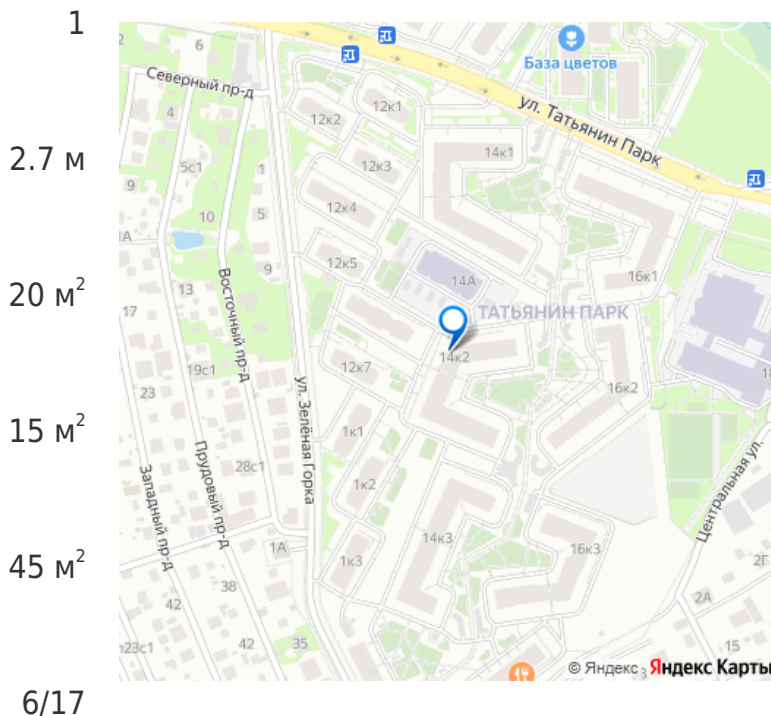 1
2.7 м
20 м²
15 м²
45 м²
6/17
6
Северный пр-д
4
12к1
12к2
База цветов
ул. Татьянин Парк
14к1
12к3
5с1
1
9
12к4
10
5
1А
12к5
9
14А
16к1
13
ТАТЬЯНИН ПАРК
17
Восточный пр-д
14к2
19с1
12к7
16к2
23
ул. Зелёная Горка
1к1
Прудовый пр-д
28с1
Центральная ул.
Западный пр-д
1к2
14к3
16к3
1А
1к3
2Г
38
2А
42
42
35
15
п23с1
© Яндекс
Яндекс Карты